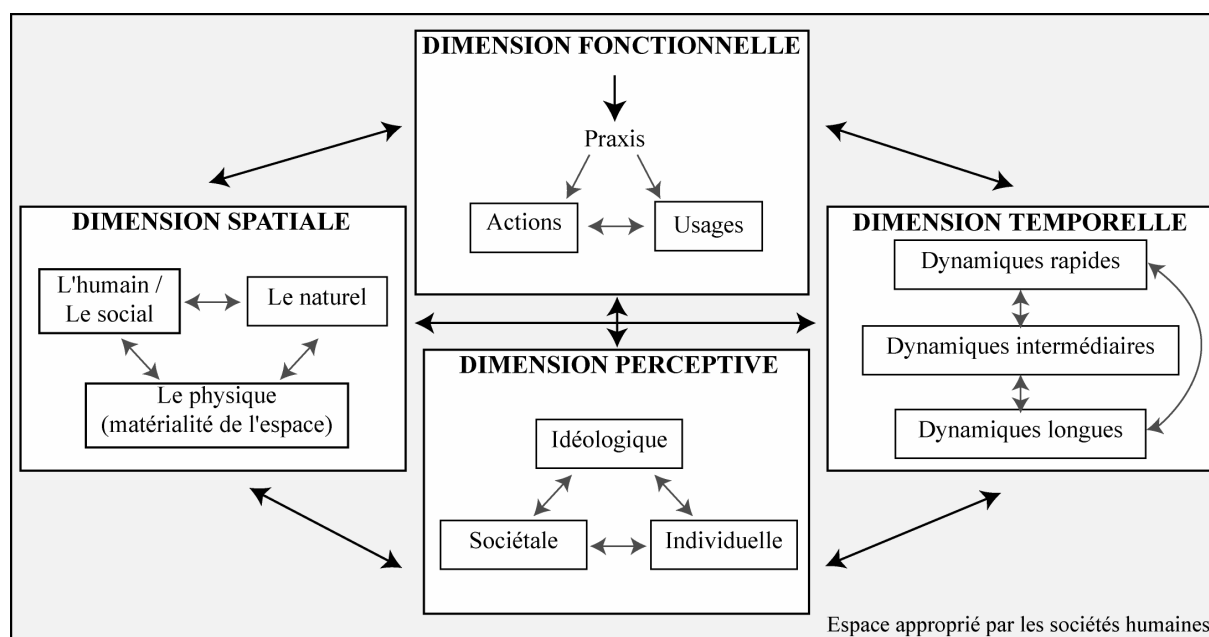 DIMENSION FONCTIONNELLE
Praxis
Actions
Usages
DIMENSION SPATIALE
L'humain /
Le social
Le naturel
Le physique
(matérialité de l'espace)
DIMENSION TEMPORELLE
Dynamiques rapides
Dynamiques intermédiaires
Dynamiques longues
DIMENSION PERCEPTIVE
Idéologique
Sociétale
Individuelle
Espace approprié par les sociétés humaines